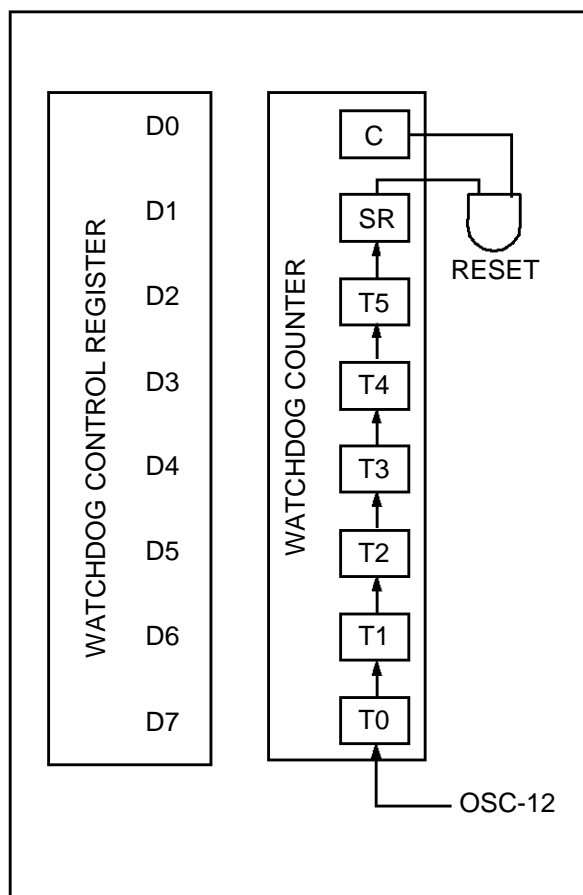 WATCHDOG CONTROL REGISTER
D0
D1
D2
D3
D4
D5
D6
D7
WATCHDOG COUNTER
C
SR
T5
T4
T3
T2
T1
T0
RESET
OSC-12